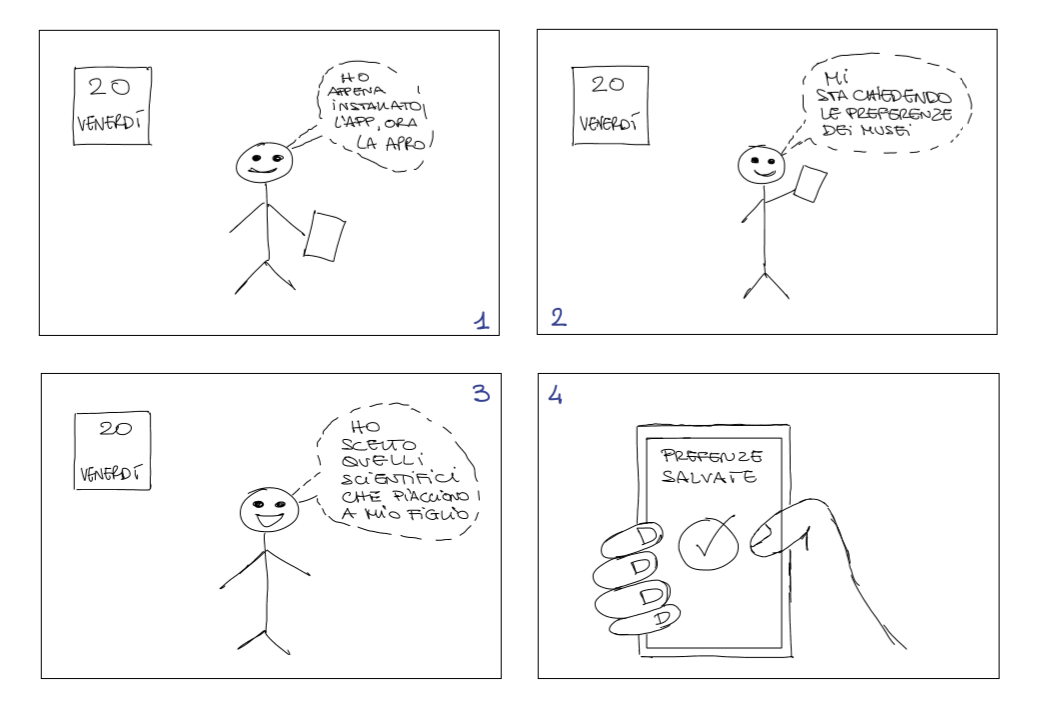 20
VENERDÌ
HO
APPENA
INSTALLATO
L'APP, ORA
LA APRO
1
20
VENERDÌ
Mi
STA CHIEDENDO
LE PREFERENZE
DEi MUSEi
2
3
20
VENERDÌ
HO
SCELTO
QUELLi
SCiENTiFiCi
CHE PiACCiONO
A MiO FiGLiO
4
PREFENZE
SALVATE